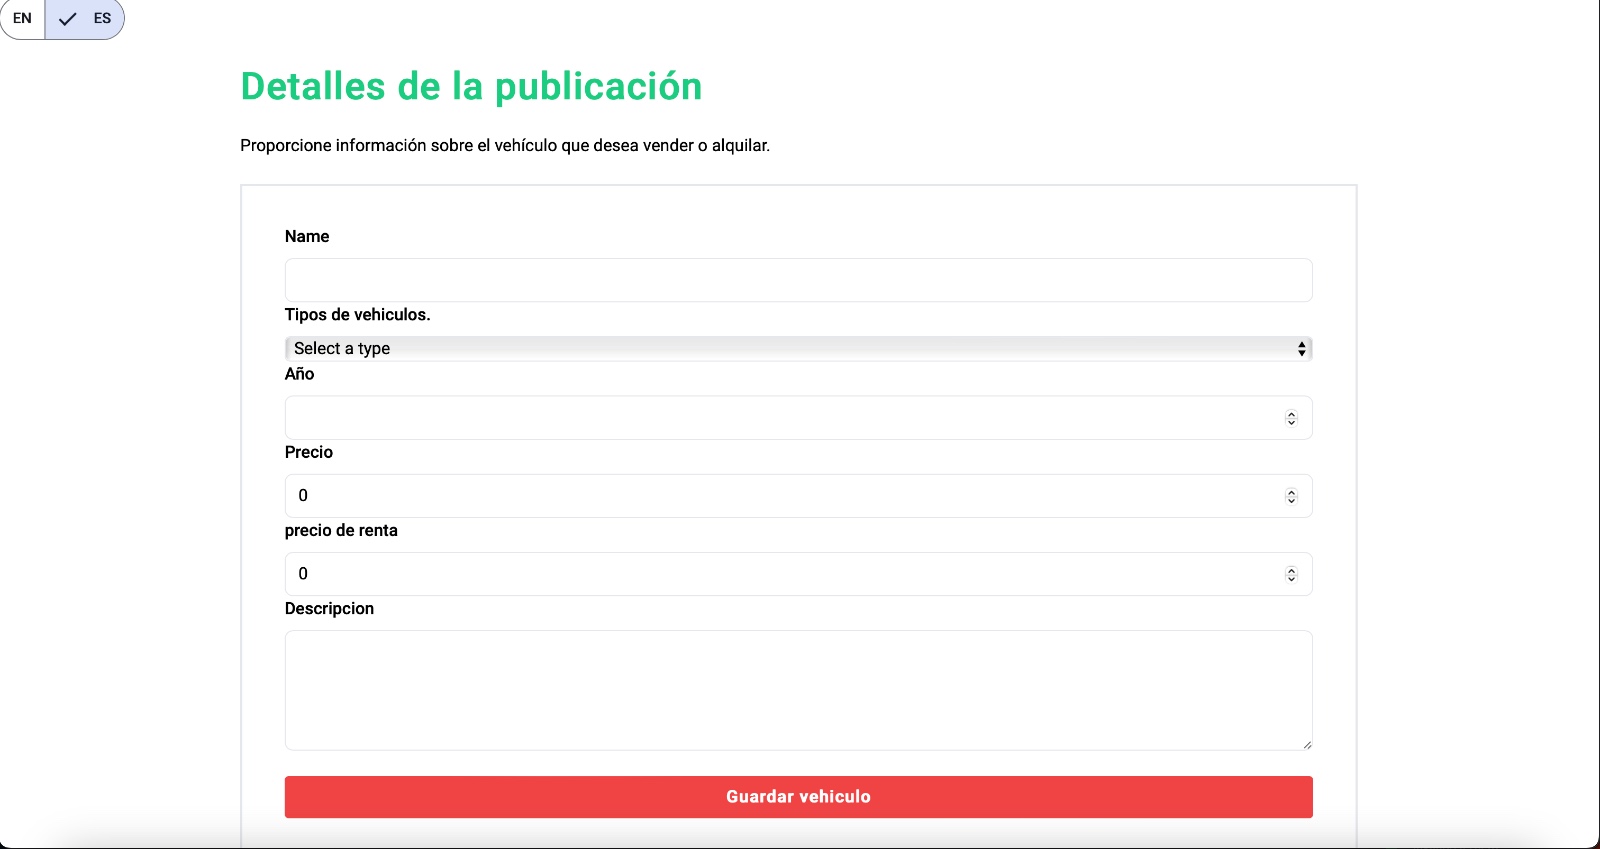 EN ES
Detalles de la publicación
Proporcione información sobre el vehículo que desea vender o alquilar.
Name
Tipos de vehiculos.
Select a type
Año
Precio
0
precio de renta
0
Descripcion
Guardar vehiculo